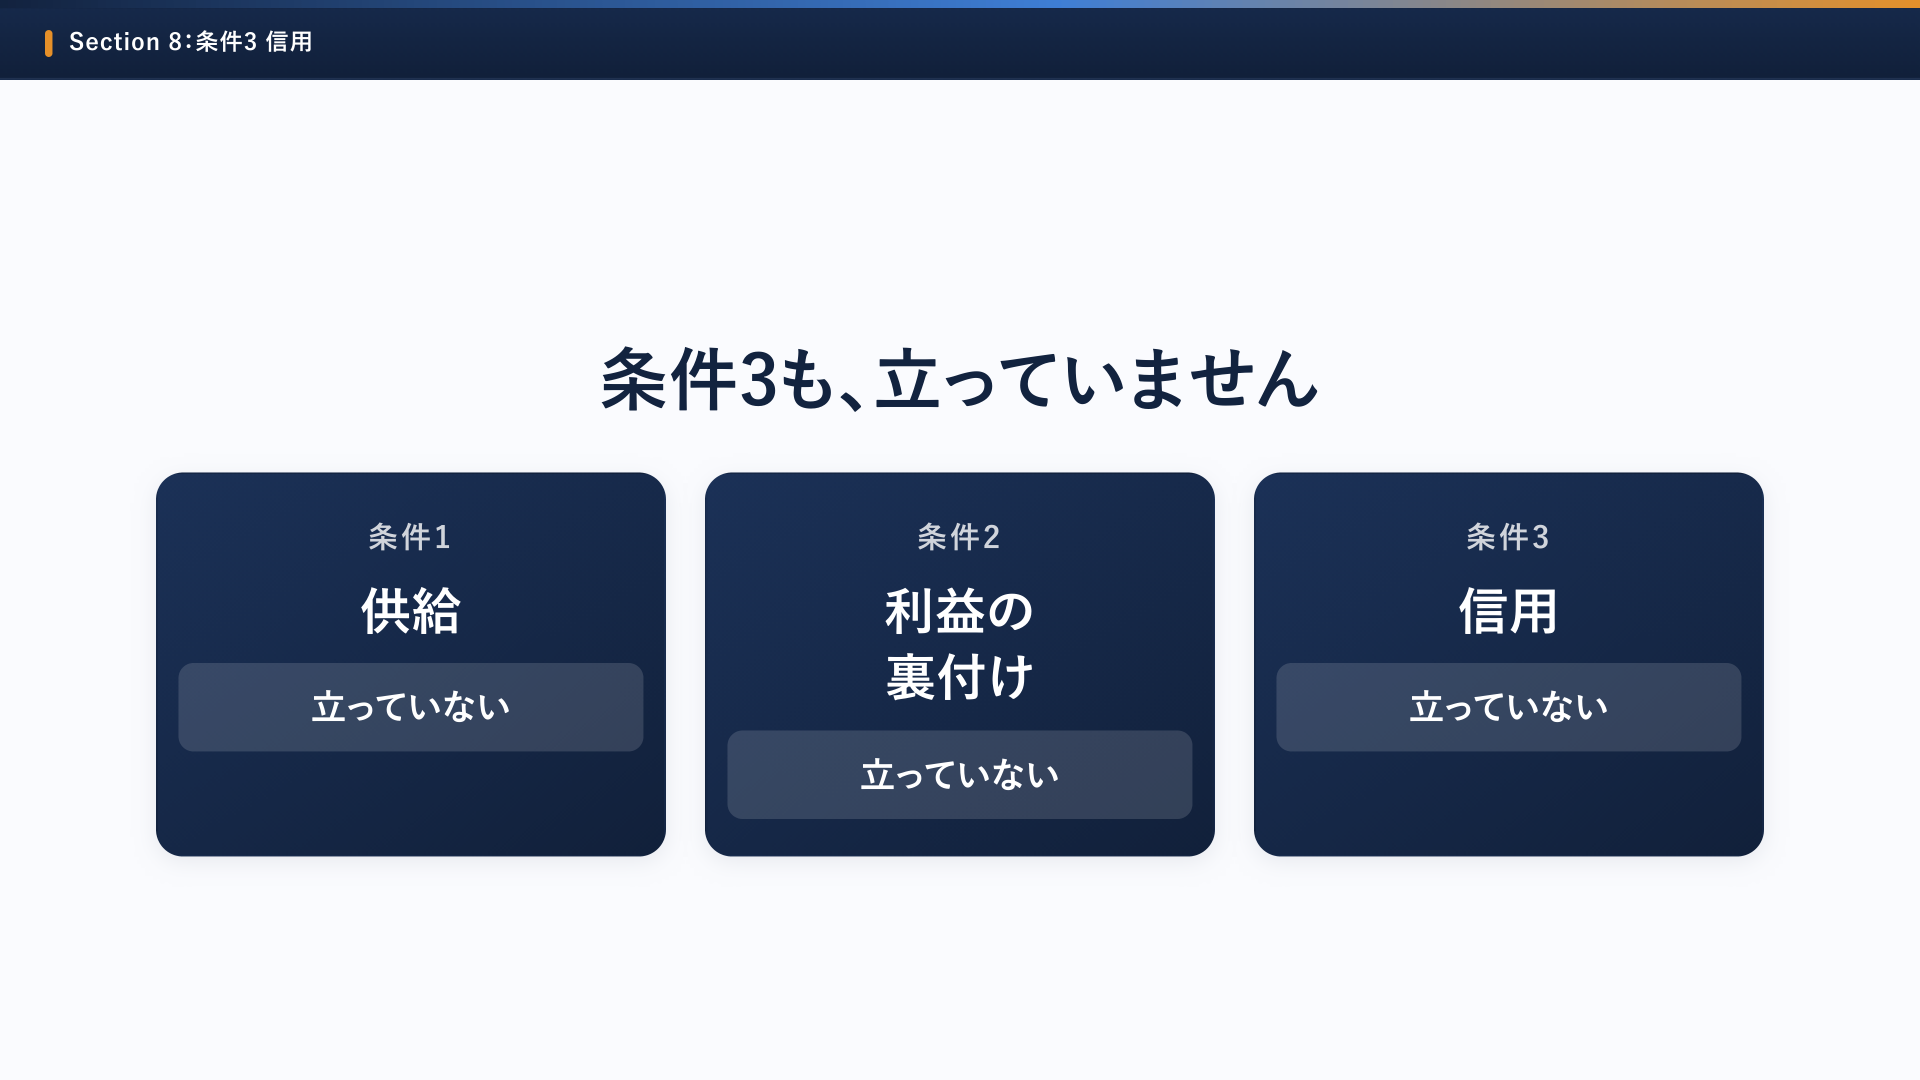 Section 8：条件3 信用
条件3も、立っていません
条件1
供給
立っていない
条件2
利益の
裏付け
立っていない
条件3
信用
立っていない